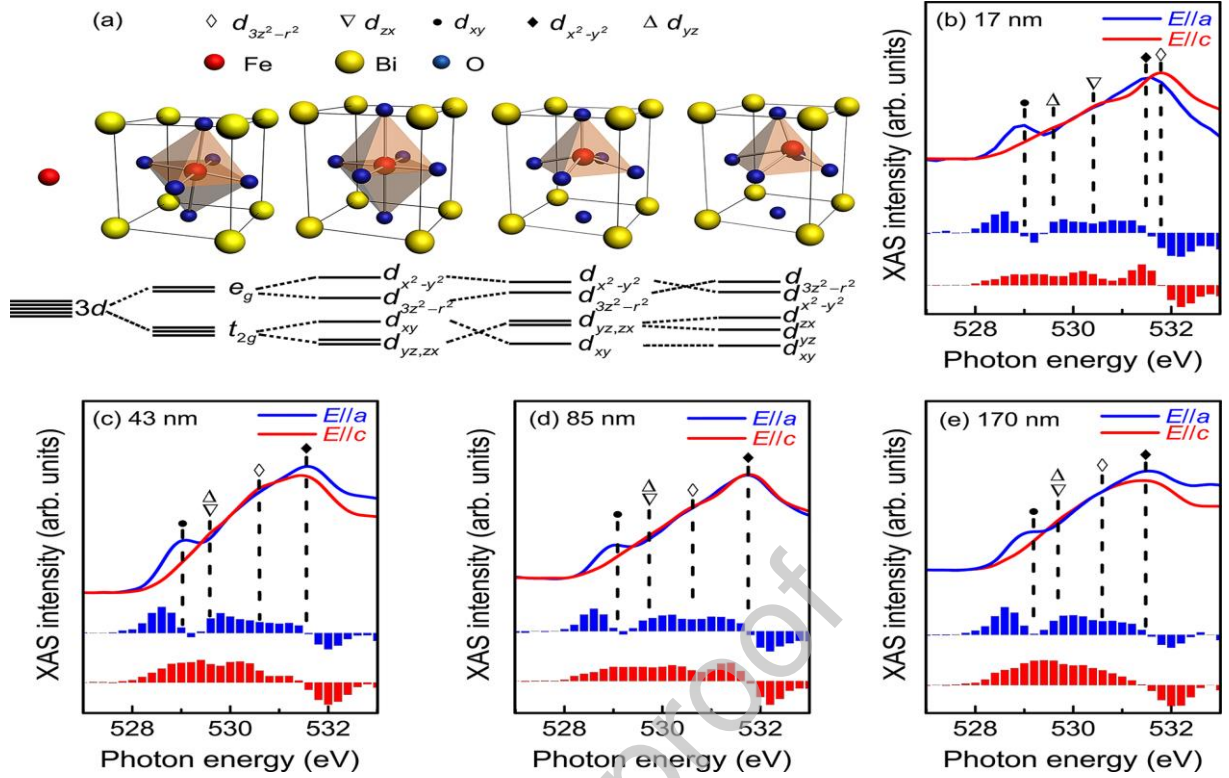 (a) ◊ d3z²−r² ▽ dzx • dxy ◆ dx²-y² △ dyz
Fe Bi O
3d
eg
t2g
dx²-y²
d3z²−r²
dxy
dyz,zx
dx²-y²
d3z²−r²
dyz,zx
dxy
d3z²−r²
dx²-y²
dzx
dyz
dxy
(b) 17 nm
E//a
E//c
XAS intensity (arb. units)
528 530 532
Photon energy (eV)
(c) 43 nm
E//a
E//c
XAS intensity (arb. units)
528 530 532
Photon energy (eV)
(d) 85 nm
E//a
E//c
XAS intensity (arb. units)
528 530 532
Photon energy (eV)
(e) 170 nm
E//a
E//c
XAS intensity (arb. units)
528 530 532
Photon energy (eV)
proof